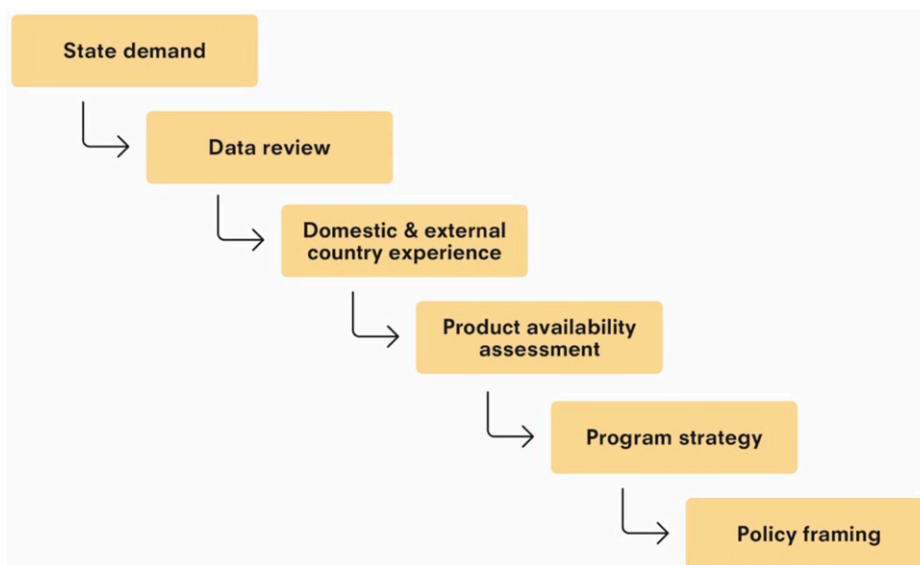 State demand
Data review
Domestic & external
country experience
Product availability
assessment
Program strategy
Policy framing